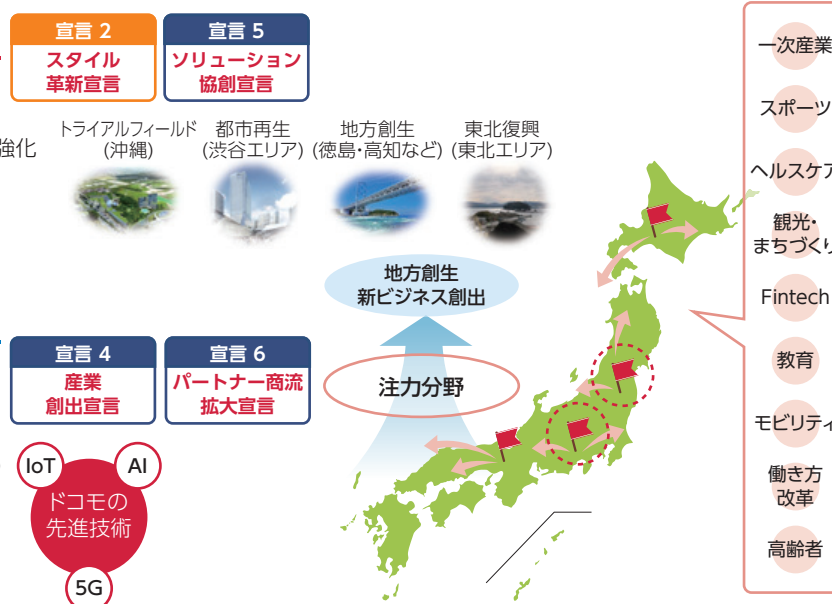 宣言 2
スタイル
革新宣言
宣言 5
ソリューション
協創宣言
強化
トライアルフィールド
(沖縄)
都市再生
(渋谷エリア)
地方創生
(徳島・高知など)
東北復興
(東北エリア)
地方創生
新ビジネス創出
注力分野
宣言 4
産業
創出宣言
宣言 6
パートナー商流
拡大宣言
IoT
AI
ドコモの
先進技術
5G
一次産業
スポーツ
ヘルスケア
観光・
まちづくり
Fintech
教育
モビリティ
働き方
改革
高齢者